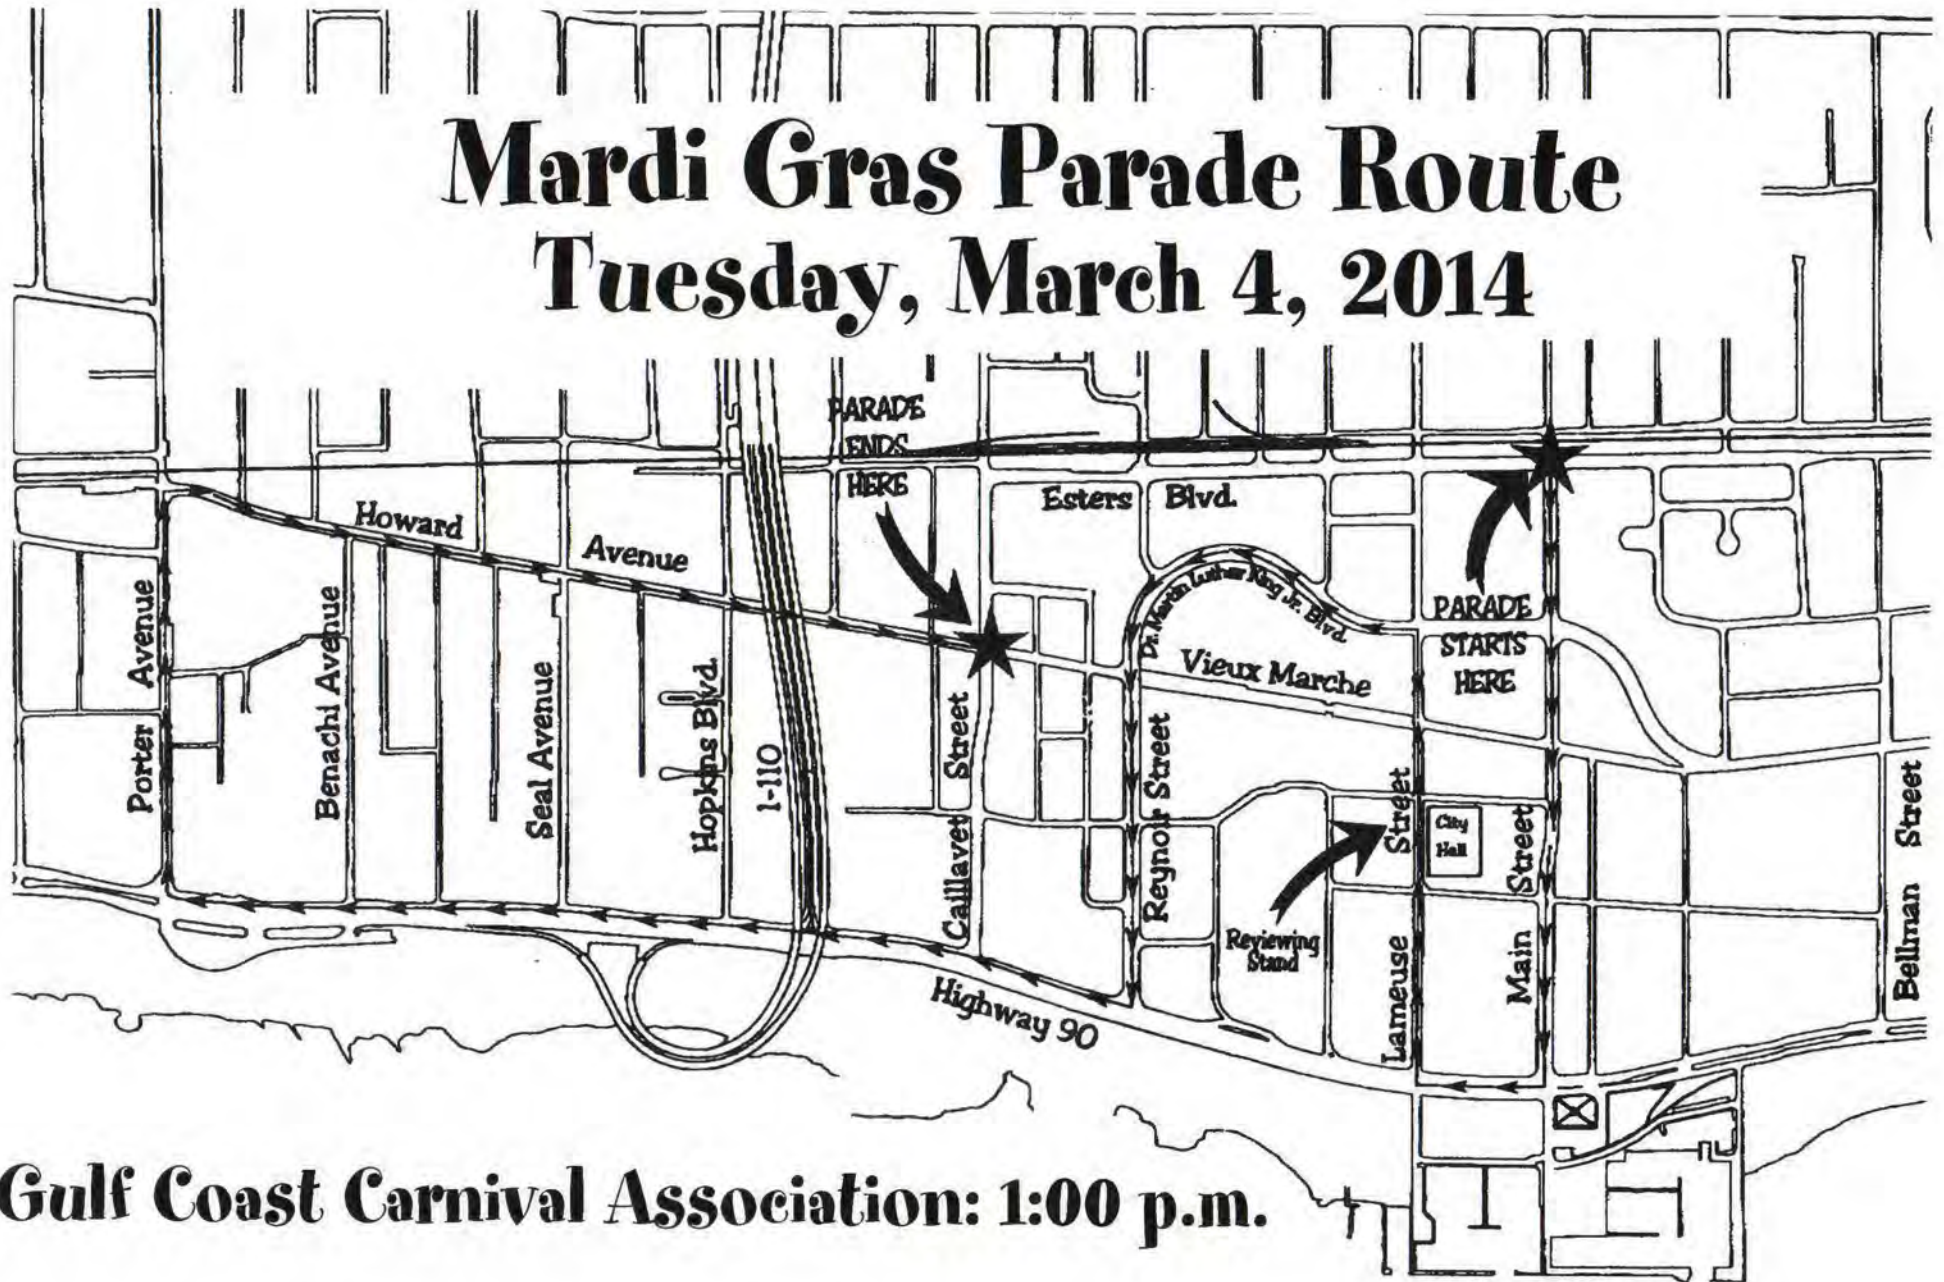 Mardi Gras Parade Route
Tuesday, March 4, 2014
PARADE
ENDS
HERE
Esters Blvd.
Howard Avenue
Dr. Martin Luther King Jr. Blvd.
PARADE
STARTS
HERE
Vieux Marche
Porter Avenue
Benachi Avenue
Seal Avenue
Hopkins Blvd.
I-110
Caillavet Street
Reynoir Street
Lameuse Street
City
Hall
Main Street
Bellman Street
Reviewing
Stand
Highway 90
Gulf Coast Carnival Association: 1:00 p.m.